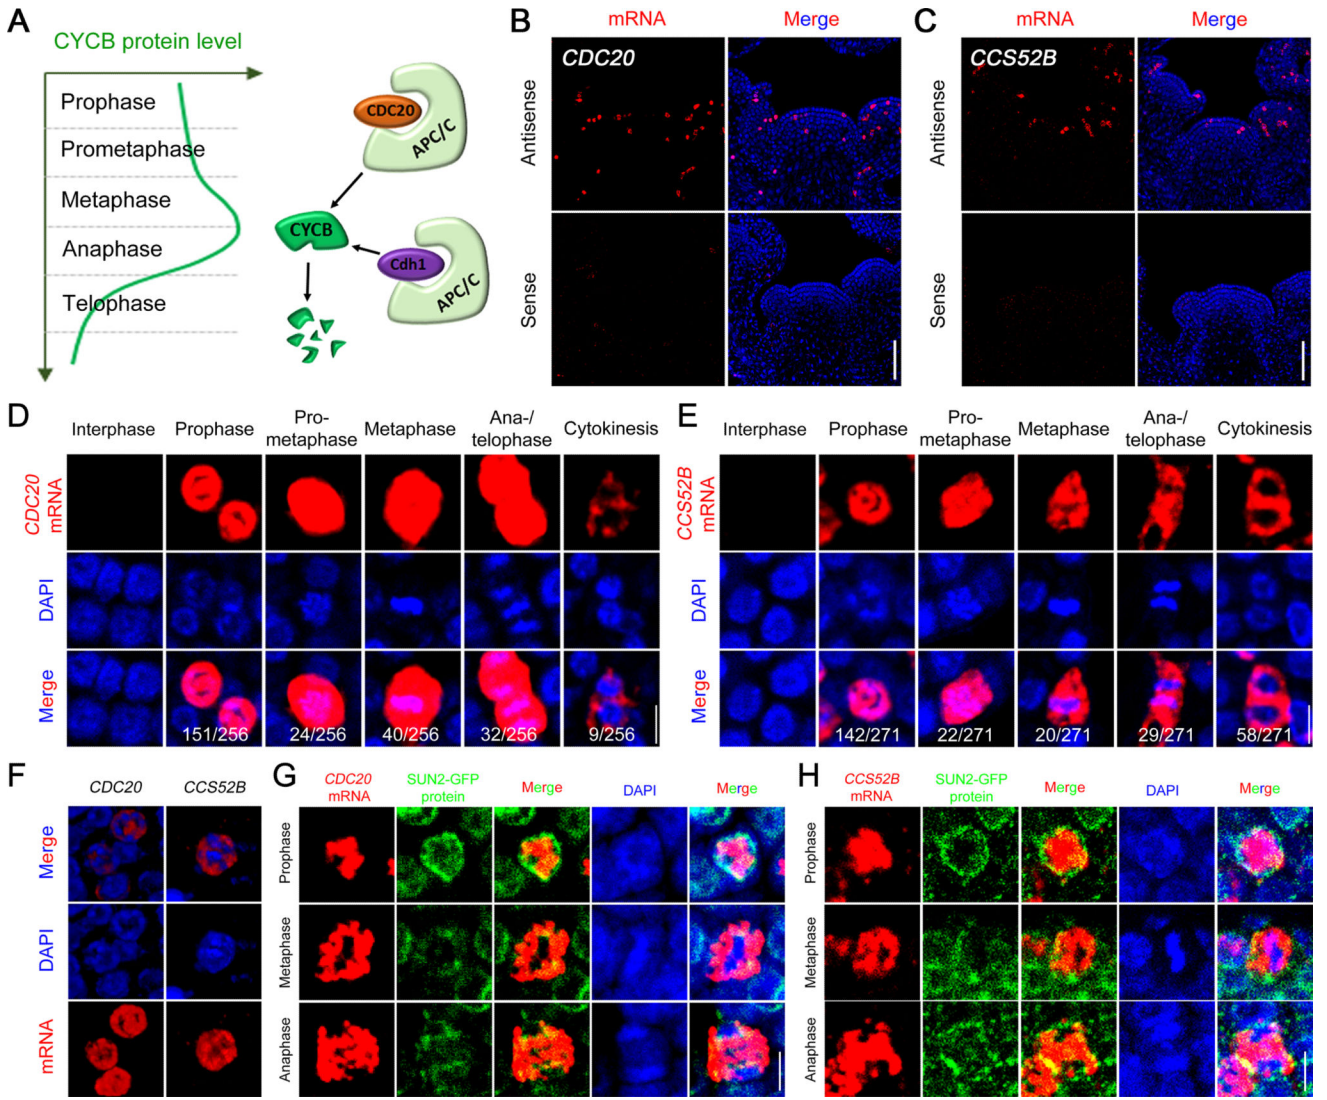 A
CYCB protein level
Prophase
Prometaphase
Metaphase
Anaphase
Telophase
CDC20
APC/C
CYCB
Cdh1
APC/C
B
mRNA
Merge
CDC20
Antisense
Sense
C
mRNA
Merge
CCS52B
Antisense
Sense
D
Interphase
Prophase
Pro-
metaphase
Metaphase
Ana-/
telophase
Cytokinesis
CDC20
mRNA
DAPI
Merge
151/256
24/256
40/256
32/256
9/256
E
Interphase
Prophase
Pro-
metaphase
Metaphase
Ana-/
telophase
Cytokinesis
CCS52B
mRNA
DAPI
Merge
142/271
22/271
20/271
29/271
58/271
F
CDC20
CCS52B
Merge
DAPI
mRNA
G
CDC20
mRNA
SUN2-GFP
protein
Merge
DAPI
Merge
Prophase
Metaphase
Anaphase
H
CCS52B
mRNA
SUN2-GFP
protein
Merge
DAPI
Merge
Prophase
Metaphase
Anaphase